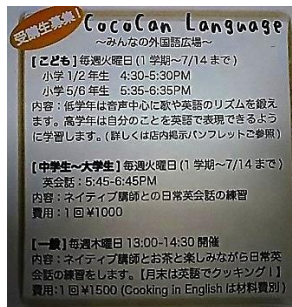 受講生募集！
CocoCan Language
～みんなの外国語広場～
【こども】毎週火曜日(1学期～7/14まで)
小学1/2年生 4:30-5:30PM
小学5/6年生 5:35-6:35PM
内容：低学年は音声中心に歌や英語のリズムを鍛え
ます。高学年は自分のことを英語で表現できるよう
に学習します。(詳しくは店内掲示パンフレットご参照)
【中学生～大学生】毎週火曜日(1学期～7/14まで)
英会話：5:45-6:45PM
内容：ネイティブ講師との日常英会話の練習
費用：1回¥1000
【一般】毎週木曜日 13:00-14:30 開催
内容：ネイティブ講師とお茶と楽しみながら日常英
会話の練習をします。【月末は英語でクッキング！】
費用:1回¥1500 (Cooking in English は材料費別)